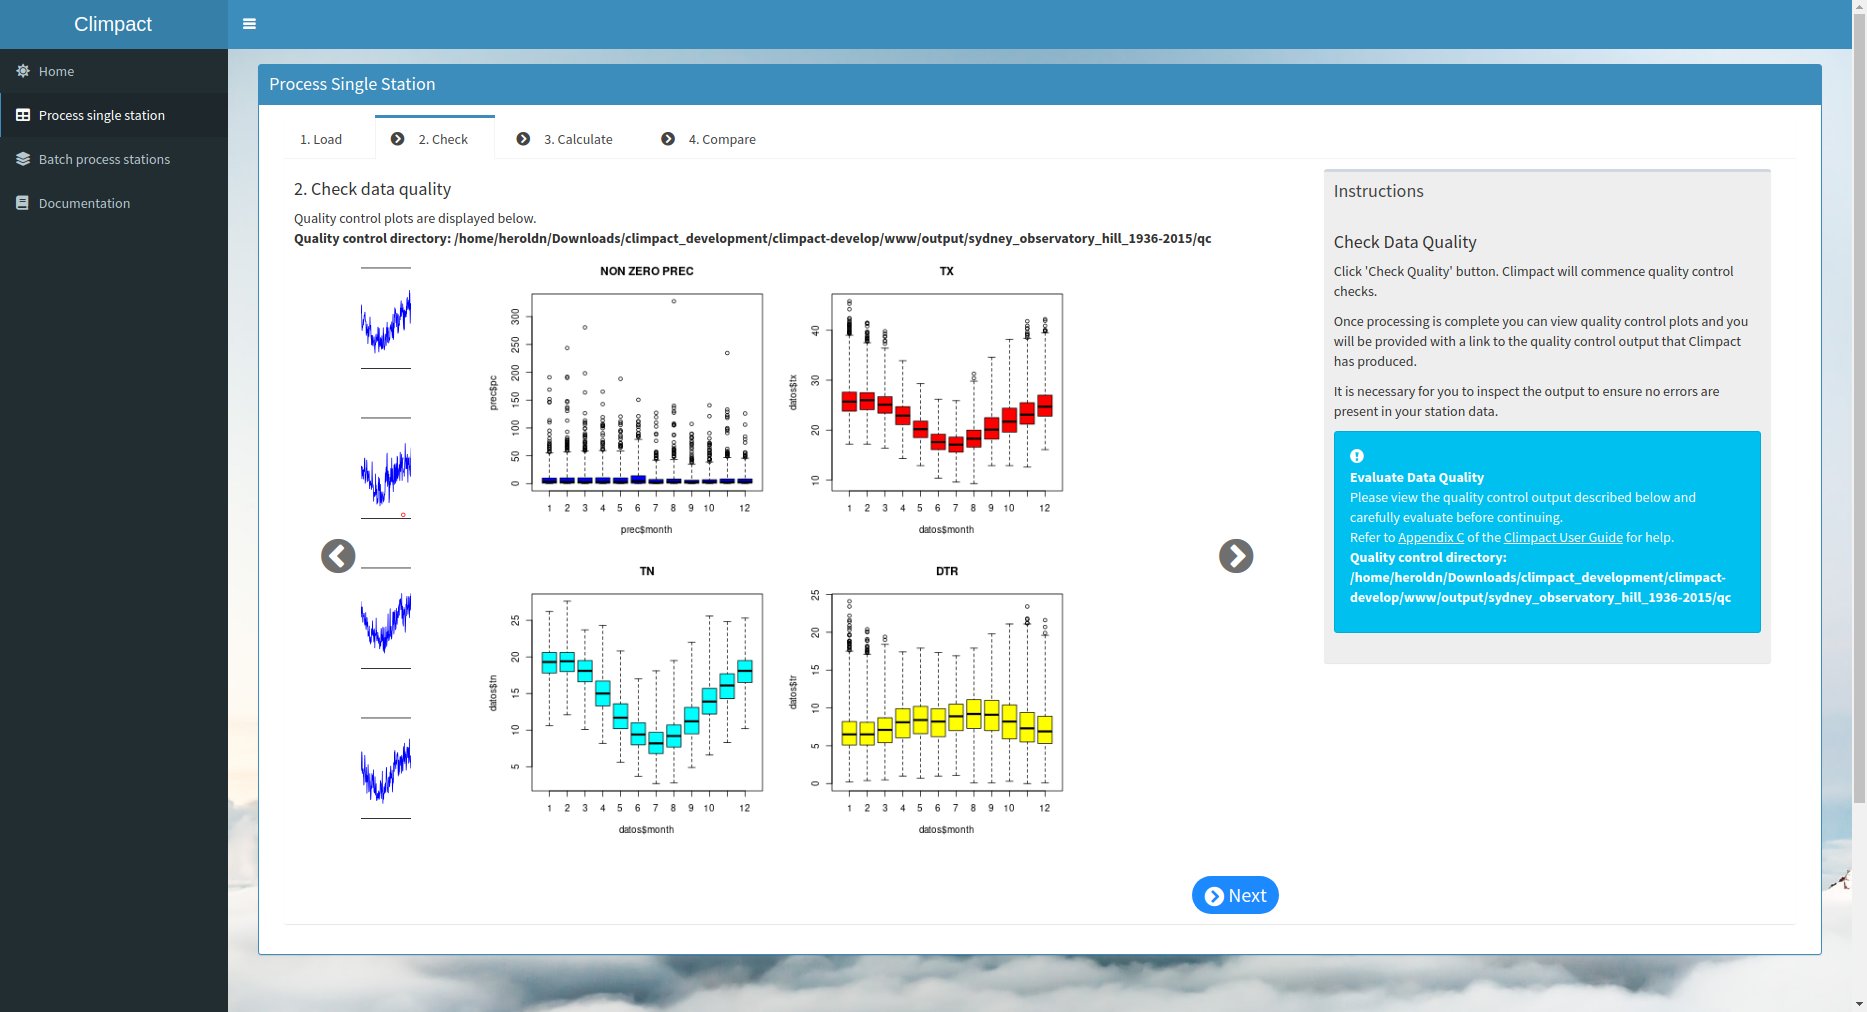 Climpact
Home
Process single station
Batch process stations
Documentation
Process Single Station
1. Load
2. Check
3. Calculate
4. Compare
2. Check data quality
Quality control plots are displayed below.
Quality control directory: /home/heroldn/Downloads/climpact_development/climpact-develop/www/output/sydney_observatory_hill_1936-2015/qc
NON ZERO PREC
prec$pc
0 50 100 150 200 250 300
1 2 3 4 5 6 7 8 9 10 12
prec$month
TX
datos$tx
10 20 30 40
1 2 3 4 5 6 7 8 9 10 12
datos$month
TN
datos$tn
5 10 15 20 25
1 2 3 4 5 6 7 8 9 10 12
datos$month
DTR
datos$tr
0 5 10 15 20 25
1 2 3 4 5 6 7 8 9 10 12
datos$month
Next
Instructions
Check Data Quality
Click 'Check Quality' button. Climpact will commence quality control
checks.
Once processing is complete you can view quality control plots and you
will be provided with a link to the quality control output that Climpact
has produced.
It is necessary for you to inspect the output to ensure no errors are
present in your station data.
Evaluate Data Quality
Please view the quality control output described below and
carefully evaluate before continuing.
Refer to Appendix C of the Climpact User Guide for help.
Quality control directory:
/home/heroldn/Downloads/climpact_development/climpact-
develop/www/output/sydney_observatory_hill_1936-2015/qc